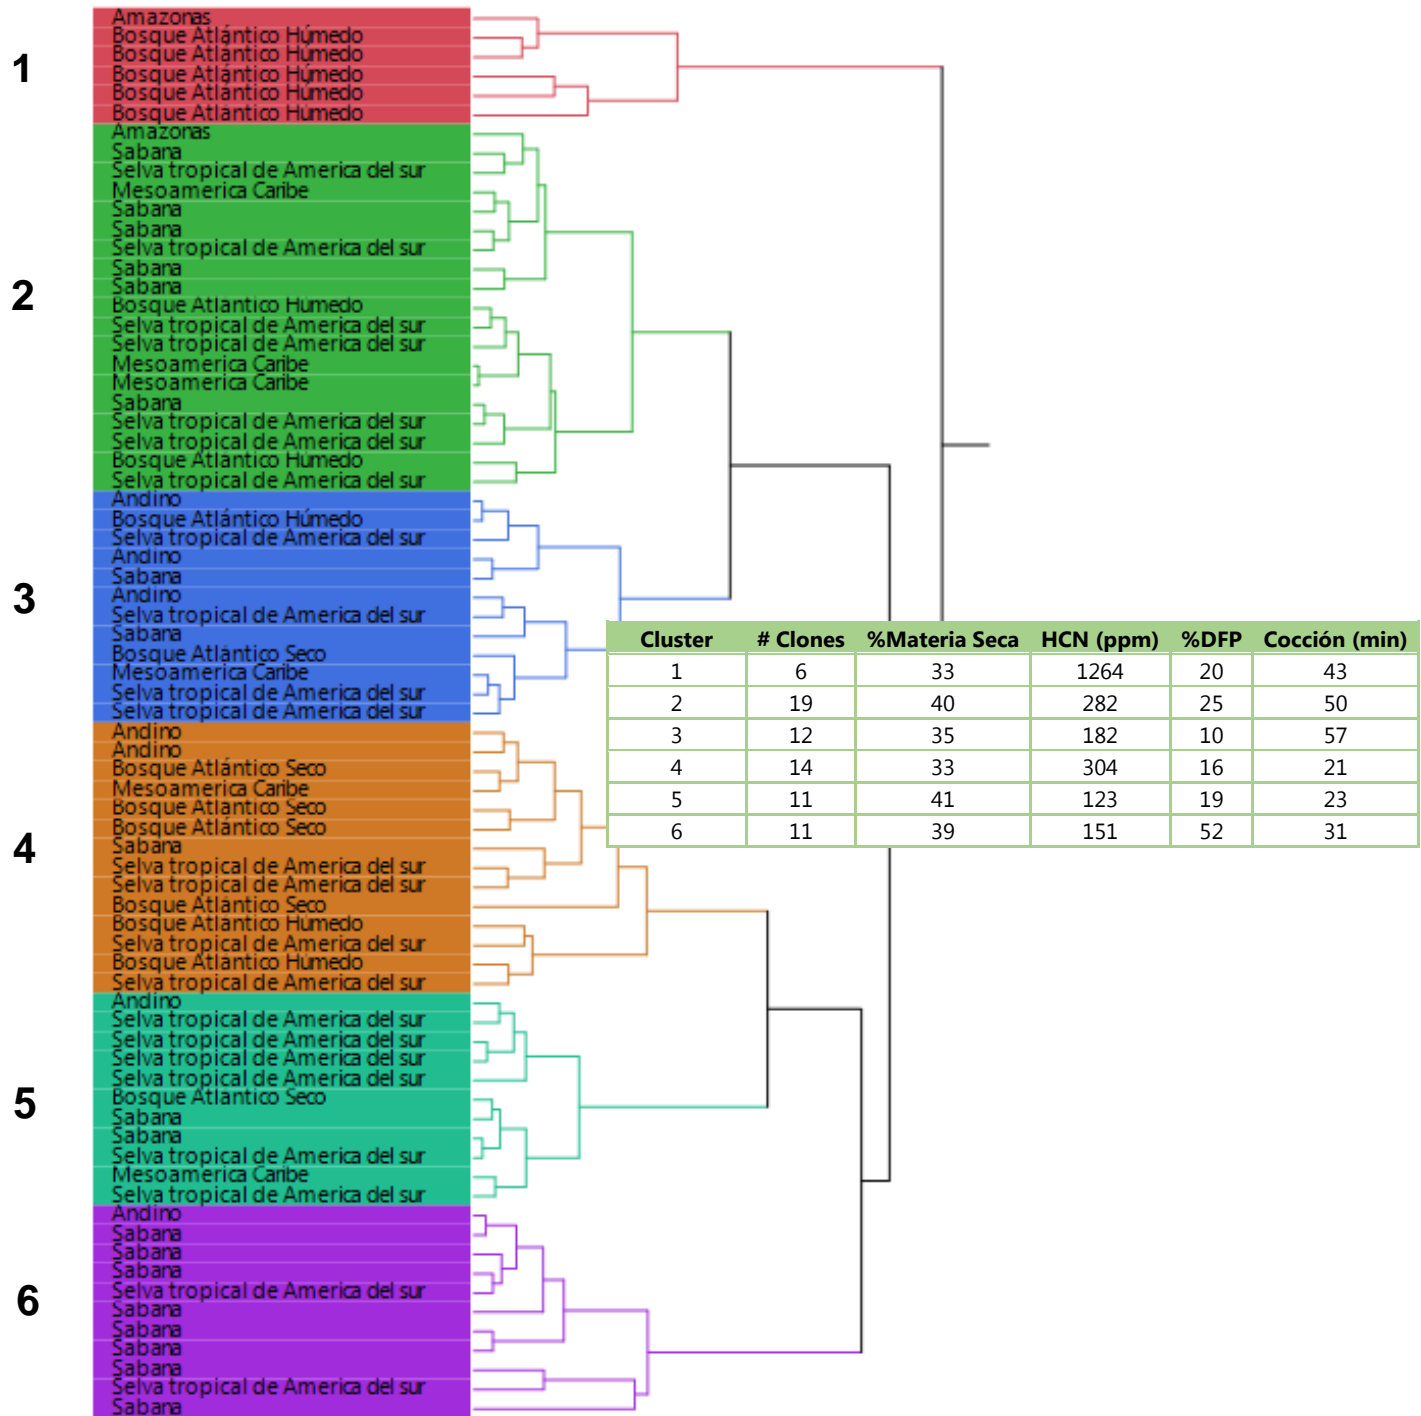 1
Amazonas
Bosque Atlántico Húmedo
Bosque Atlántico Húmedo
Bosque Atlántico Húmedo
Bosque Atlántico Húmedo
Bosque Atlántico Húmedo
2
Amazonas
Sabana
Selva tropical de America del sur
Mesoamerica Caribe
Sabana
Sabana
Selva tropical de America del sur
Sabana
Sabana
Bosque Atlántico Húmedo
Selva tropical de America del sur
Selva tropical de America del sur
Mesoamerica Caribe
Mesoamerica Caribe
Sabana
Selva tropical de America del sur
Selva tropical de America del sur
Bosque Atlántico Húmedo
Selva tropical de America del sur
3
Andino
Bosque Atlántico Húmedo
Selva tropical de America del sur
Andino
Sabana
Andino
Selva tropical de America del sur
Sabana
Bosque Atlántico Seco
Mesoamerica Caribe
Selva tropical de America del sur
Selva tropical de America del sur
4
Andino
Andino
Bosque Atlántico Seco
Mesoamerica Caribe
Bosque Atlántico Seco
Bosque Atlántico Seco
Sabana
Selva tropical de America del sur
Selva tropical de America del sur
Bosque Atlántico Seco
Bosque Atlántico Húmedo
Selva tropical de America del sur
Bosque Atlántico Húmedo
Selva tropical de America del sur
5
Andino
Selva tropical de America del sur
Selva tropical de America del sur
Selva tropical de America del sur
Selva tropical de America del sur
Bosque Atlántico Seco
Sabana
Sabana
Selva tropical de America del sur
Mesoamerica Caribe
Selva tropical de America del sur
6
Andino
Sabana
Sabana
Sabana
Selva tropical de America del sur
Sabana
Sabana
Sabana
Sabana
Selva tropical de America del sur
Sabana
Cluster # Clones %Materia Seca HCN (ppm) %DFP Cocción (min)
1 6 33 1264 20 43
2 19 40 282 25 50
3 12 35 182 10 57
4 14 33 304 16 21
5 11 41 123 19 23
6 11 39 151 52 31